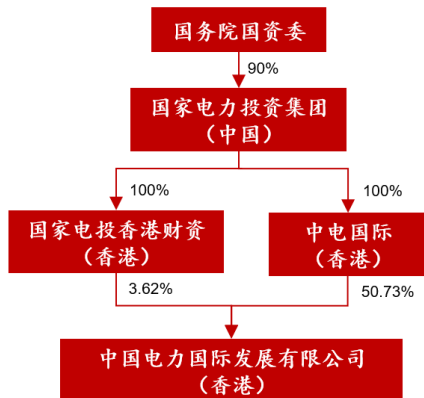 国务院国资委
90%
国家电力投资集团
（中国）
100%
100%
国家电投香港财资
（香港）
中电国际
（香港）
3.62%
50.73%
中国电力国际发展有限公司
（香港）